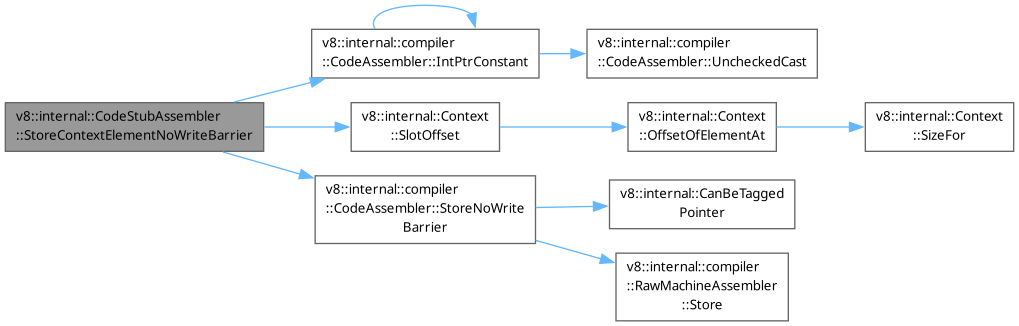 v8::internal::CodeStubAssembler
::StoreContextElementNoWriteBarrier
v8::internal::compiler
::CodeAssembler::IntPtrConstant
v8::internal::compiler
::CodeAssembler::UncheckedCast
v8::internal::Context
::SlotOffset
v8::internal::Context
::OffsetOfElementAt
v8::internal::Context
::SizeFor
v8::internal::compiler
::CodeAssembler::StoreNoWrite
Barrier
v8::internal::CanBeTagged
Pointer
v8::internal::compiler
::RawMachineAssembler
::Store